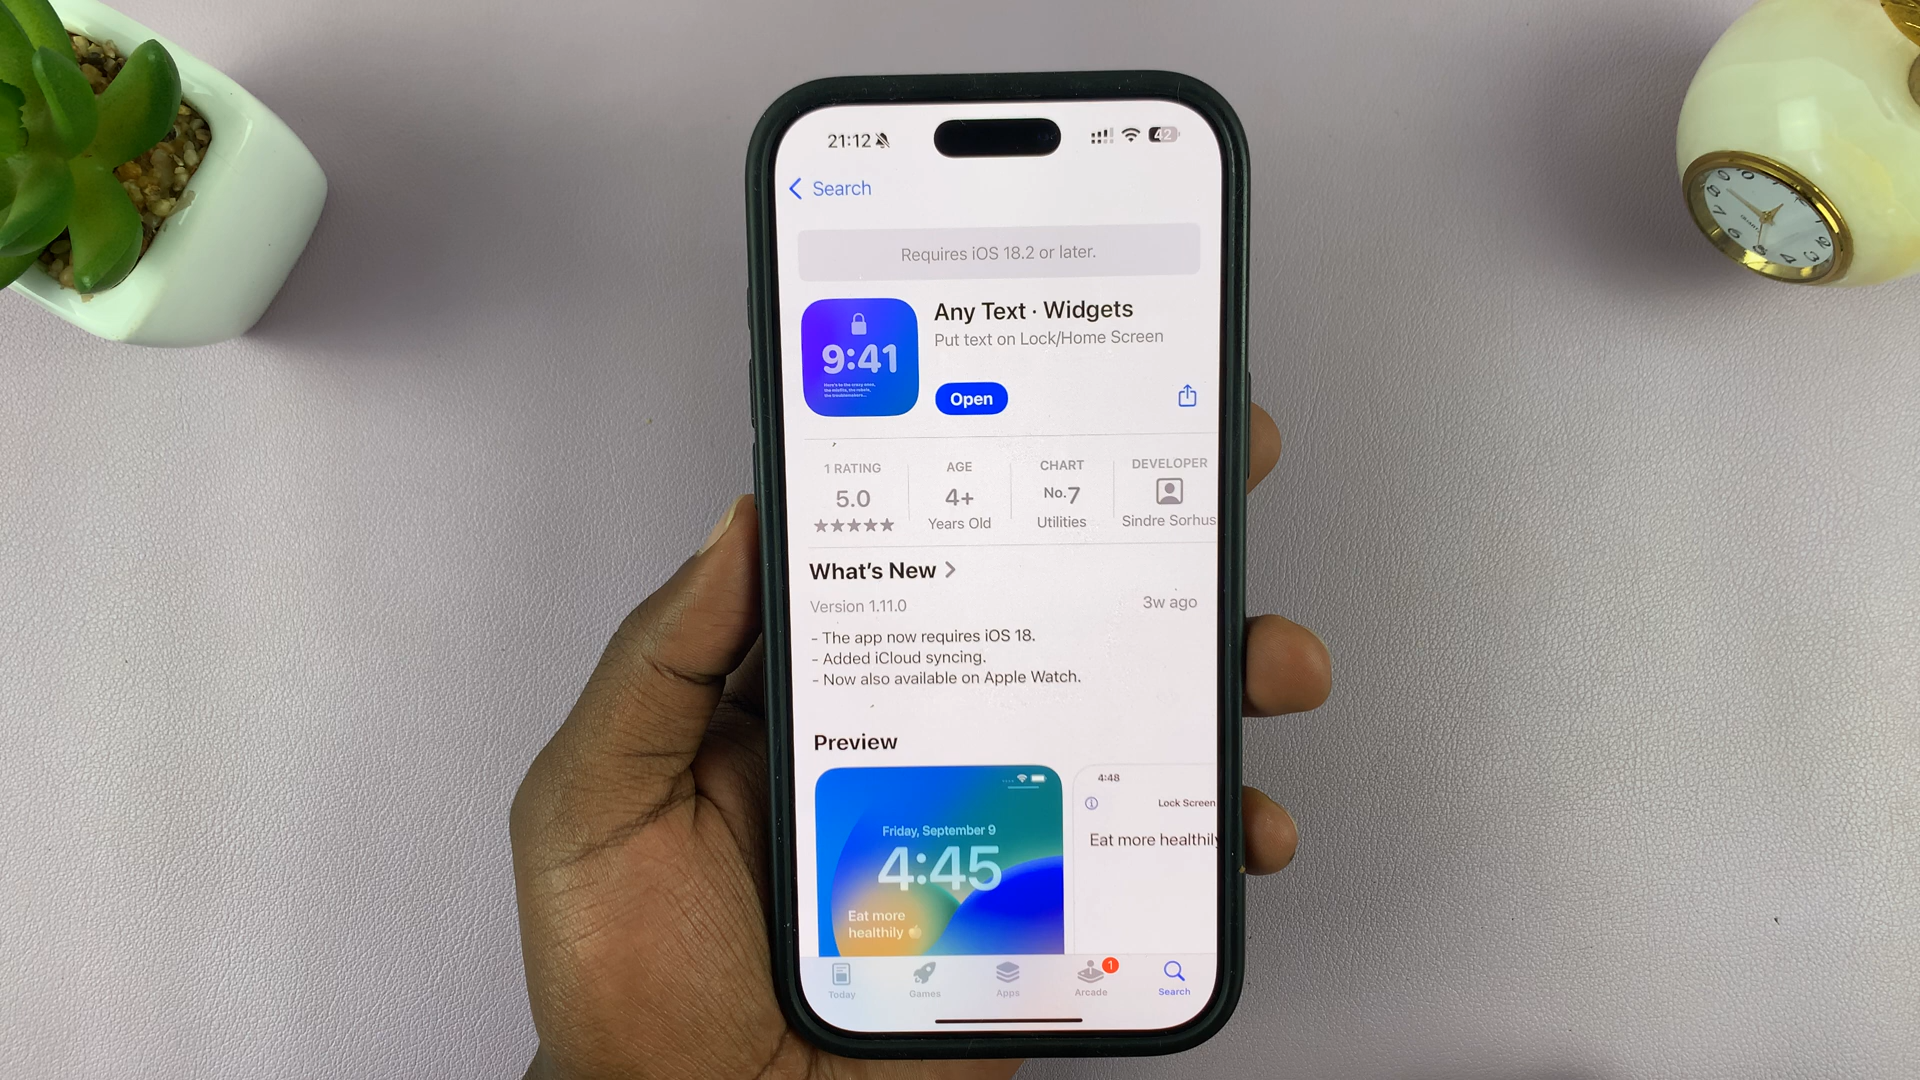 21:12
42
Search
Requires iOS 18.2 or later.
9:41
Any Text · Widgets
Put text on Lock/Home Screen
Open
1 RATING
5.0
AGE
4+
Years Old
CHART
No.7
Utilities
DEVELOPER
Sindre Sorhus
What's New
Version 1.11.0
3w ago
- The app now requires iOS 18.
- Added iCloud syncing.
- Now also available on Apple Watch.
Preview
Friday, September 9
4:45
Eat more
healthily
4:48
Lock Screen
Eat more healthily
Today
Games
Apps
Arcade
1
Search